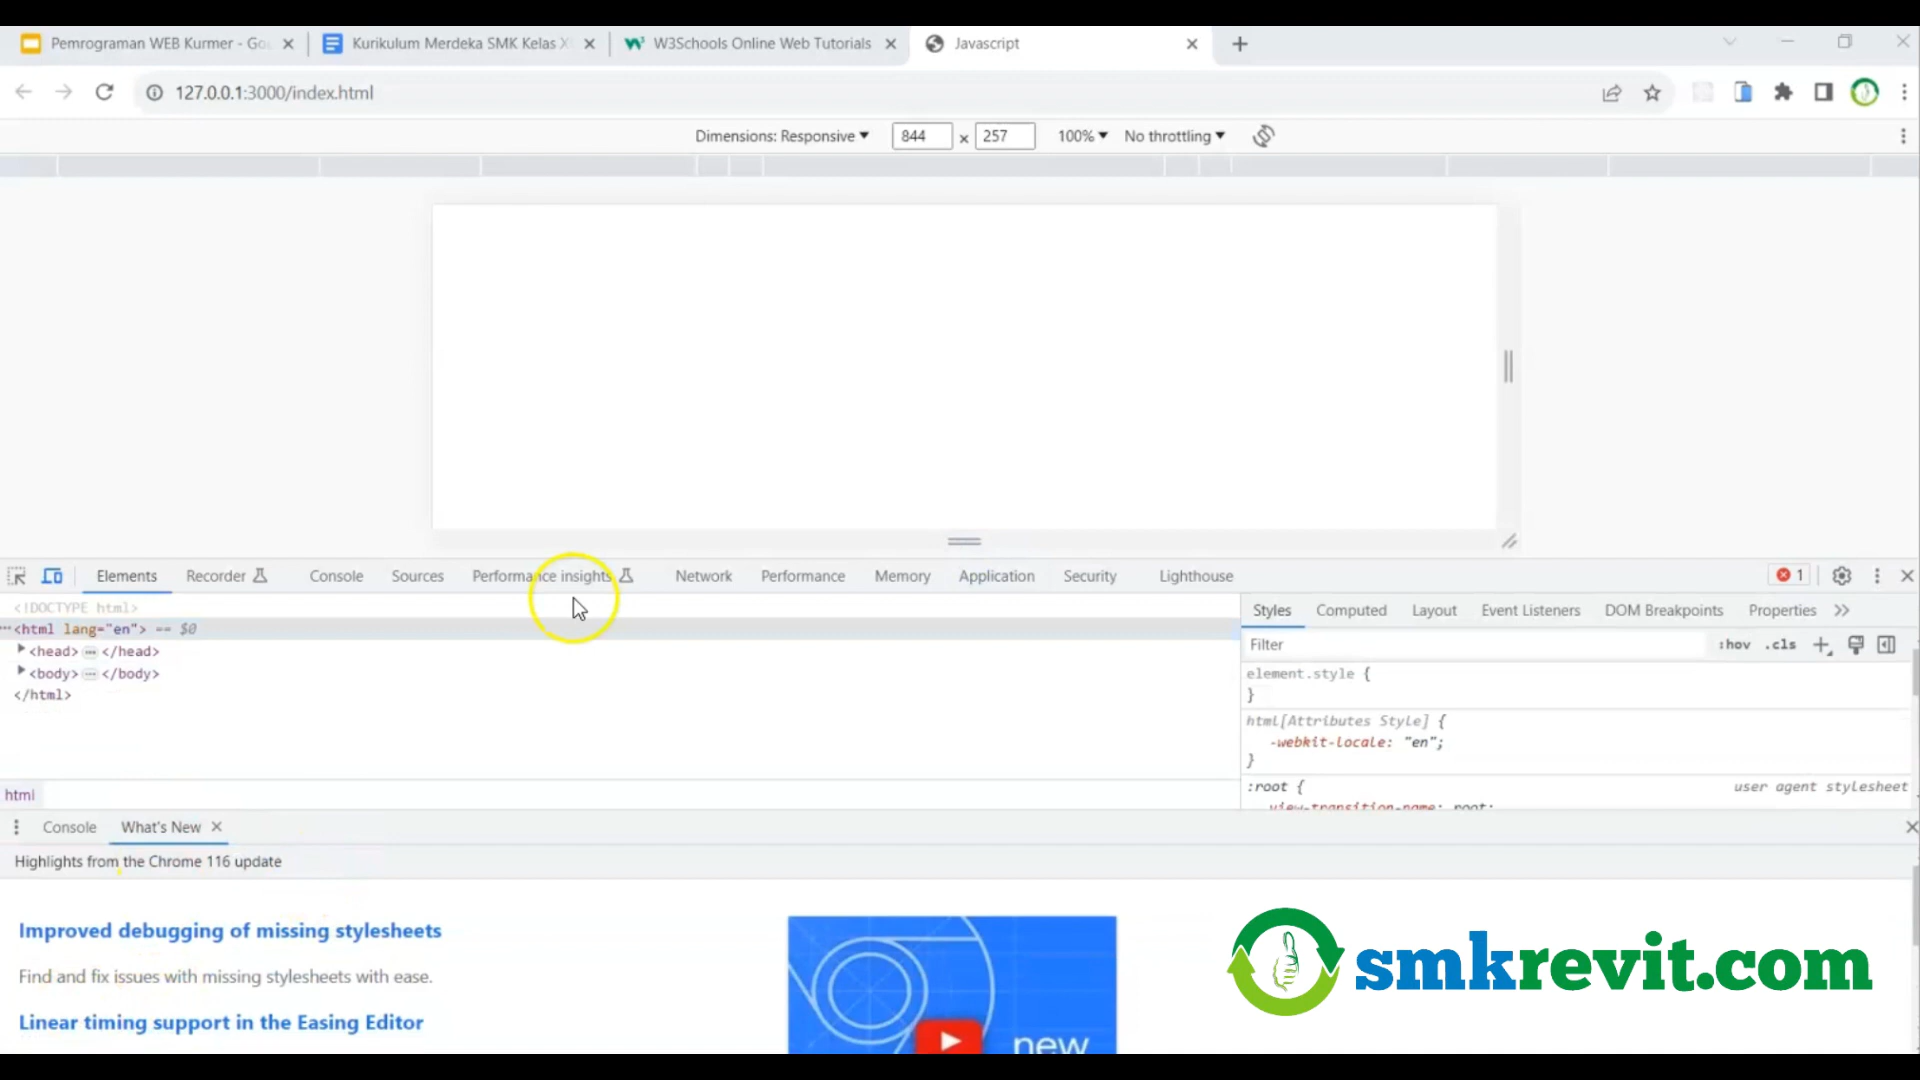 Pemrograman WEB Kurmer - Go
Kurikulum Merdeka SMK Kelas X
W3Schools Online Web Tutorials
Javascript
127.0.0.1:3000/index.html
Dimensions: Responsive
844 × 257
100%
No throttling
Elements
Recorder
Console
Sources
Performance insights
Network
Performance
Memory
Application
Security
Lighthouse
1
<!DOCTYPE html>
<html lang="en"> == $0
<head> … </head>
<body> … </body>
</html>
html
Styles
Computed
Layout
Event Listeners
DOM Breakpoints
Properties
Filter
:hov .cls
element.style {
}
html[Attributes Style] {
-webkit-locale: "en";
}
:root {
user agent stylesheet
view-transition-name: root;
Console
What's New
Highlights from the Chrome 116 update
Improved debugging of missing stylesheets
Find and fix issues with missing stylesheets with ease.
Linear timing support in the Easing Editor
new
smkrevit.com